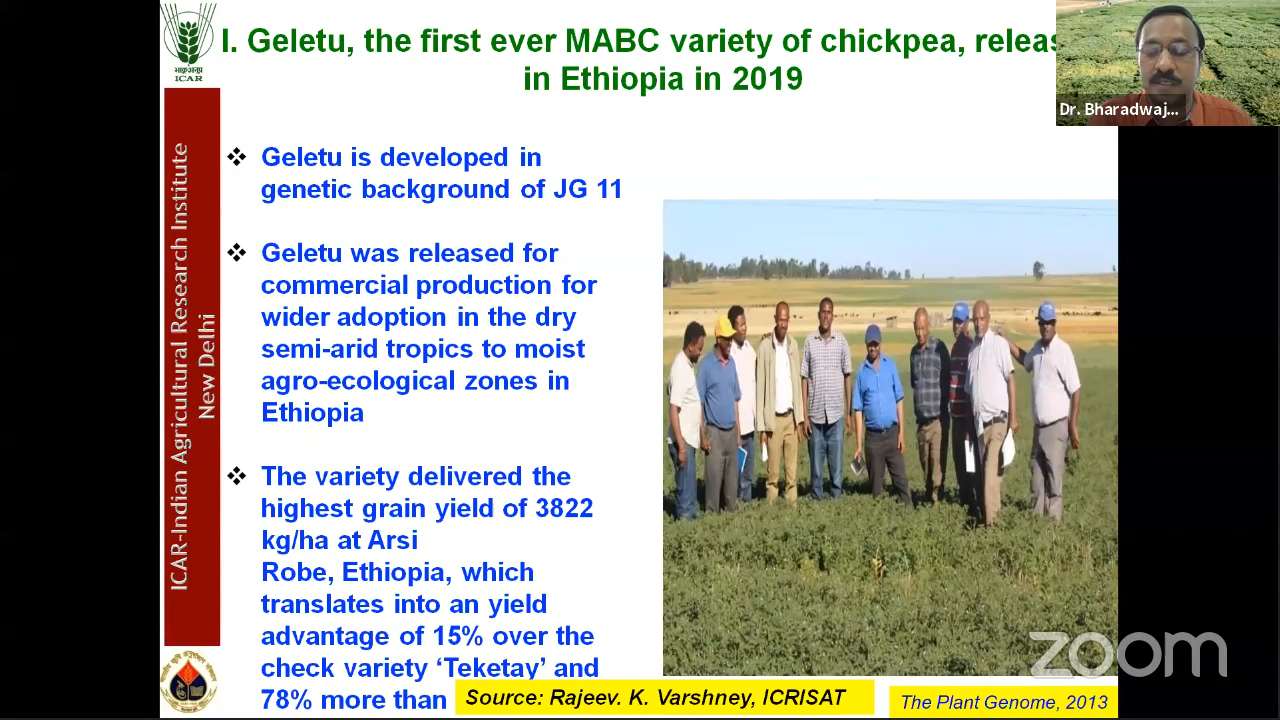 I. Geletu, the first ever MABC variety of chickpea, releas
in Ethiopia in 2019
Dr. Bharadwaj...
ICAR
ICAR-Indian Agricultural Research Institute
New Delhi
❖ Geletu is developed in
genetic background of JG 11
❖ Geletu was released for
commercial production for
wider adoption in the dry
semi-arid tropics to moist
agro-ecological zones in
Ethiopia
❖ The variety delivered the
highest grain yield of 3822
kg/ha at Arsi
Robe, Ethiopia, which
translates into an yield
advantage of 15% over the
check variety ‘Teketay’ and
78% more than
Source: Rajeev. K. Varshney, ICRISAT
The Plant Genome, 2013
zoom